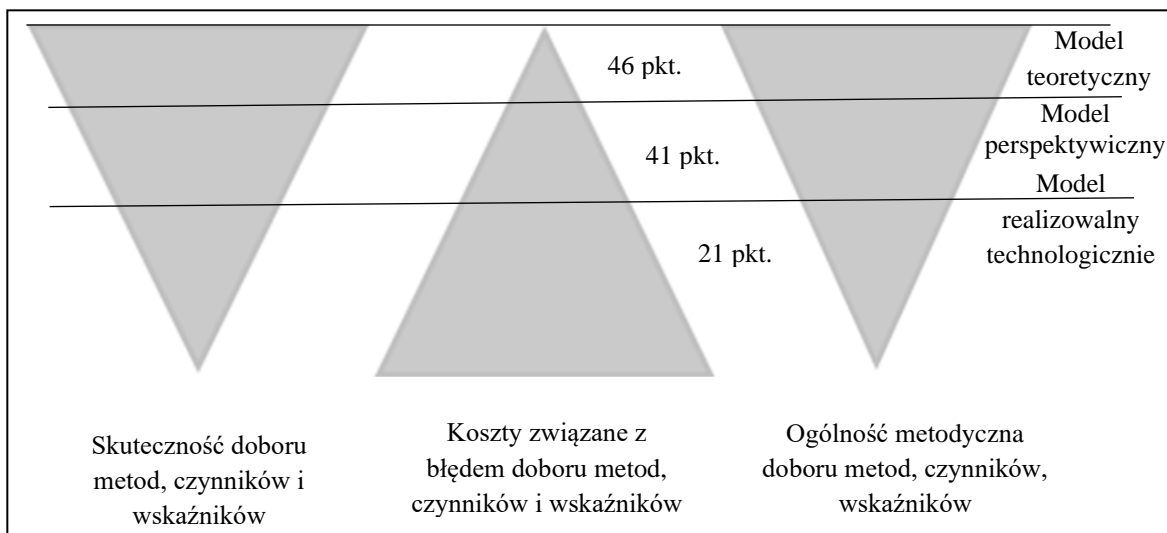 46 pkt.
Model
teoretyczny
41 pkt.
Model
perspektywiczny
21 pkt.
Model
realizowalny
technologicznie
Skuteczność doboru
metod, czynników i
wskaźników
Koszty związane z
błędem doboru metod,
czynników i wskaźników
Ogólność metodyczna
doboru metod, czynników,
wskaźników